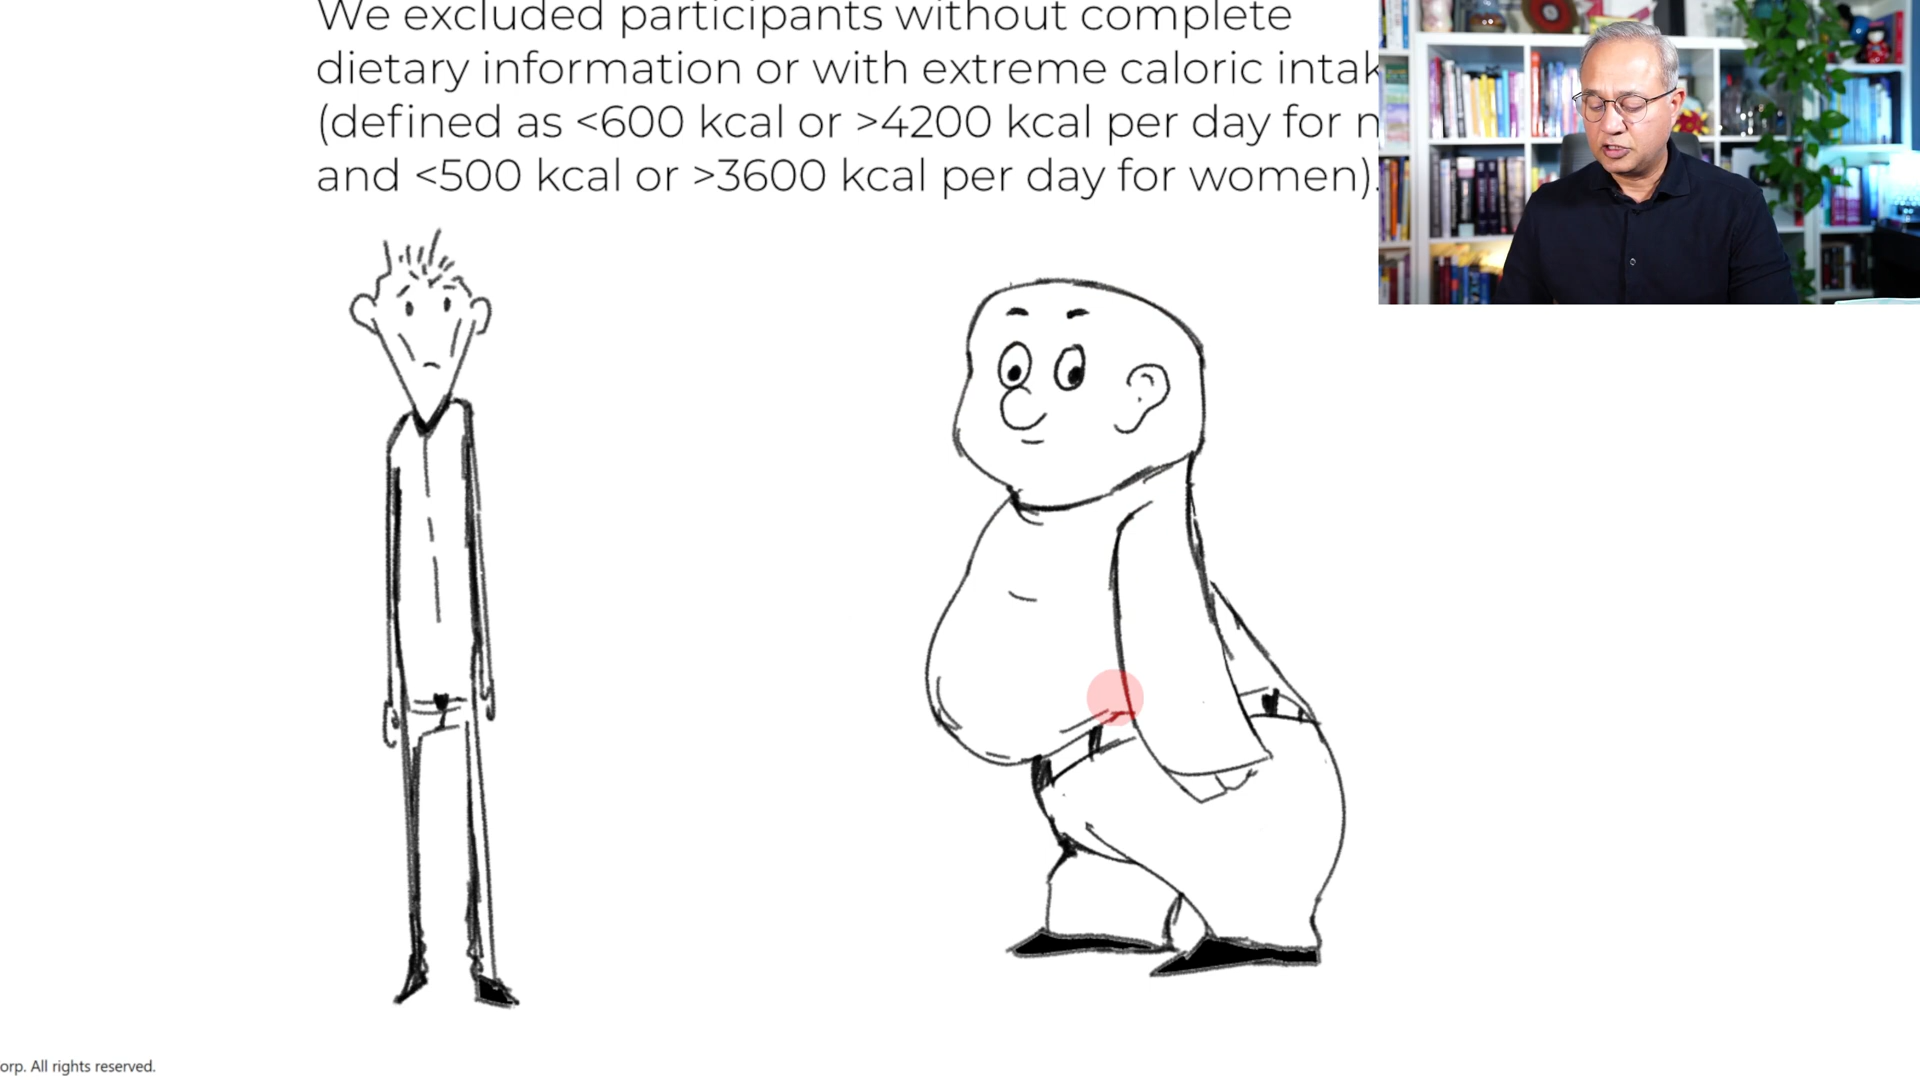 We excluded participants without complete
dietary information or with extreme caloric intak
(defined as <600 kcal or >4200 kcal per day for
and <500 kcal or >3600 kcal per day for women).
orp. All rights reserved.